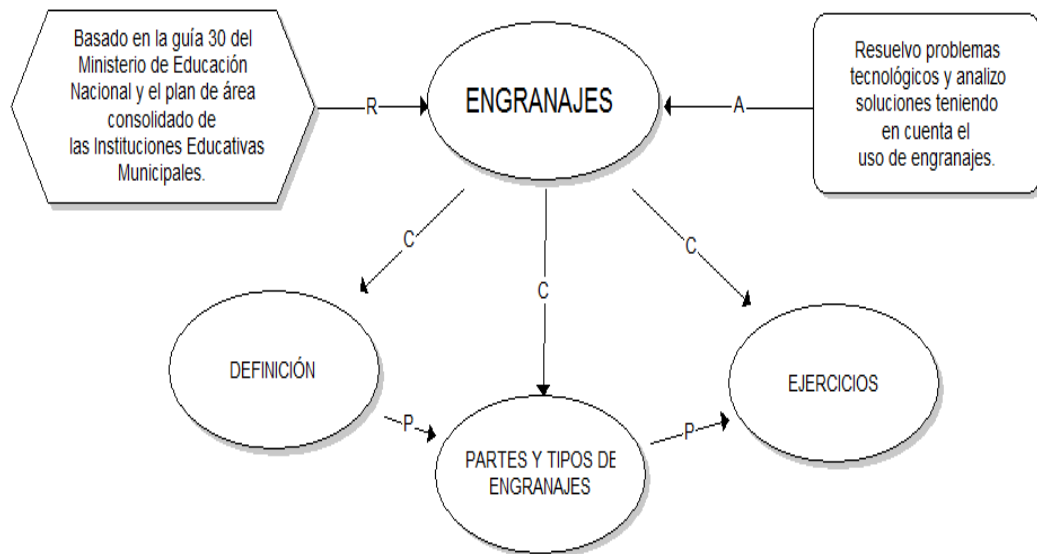 Basado en la guía 30 del
Ministerio de Educación
Nacional y el plan de área
consolidado de
las Instituciones Educativas
Municipales.
R
ENGRANAJES
A
Resuelvo problemas
tecnológicos y analizo
soluciones teniendo
en cuenta el
uso de engranajes.
C
C
C
DEFINICIÓN
P
PARTES Y TIPOS DE
ENGRANAJES
P
EJERCICIOS